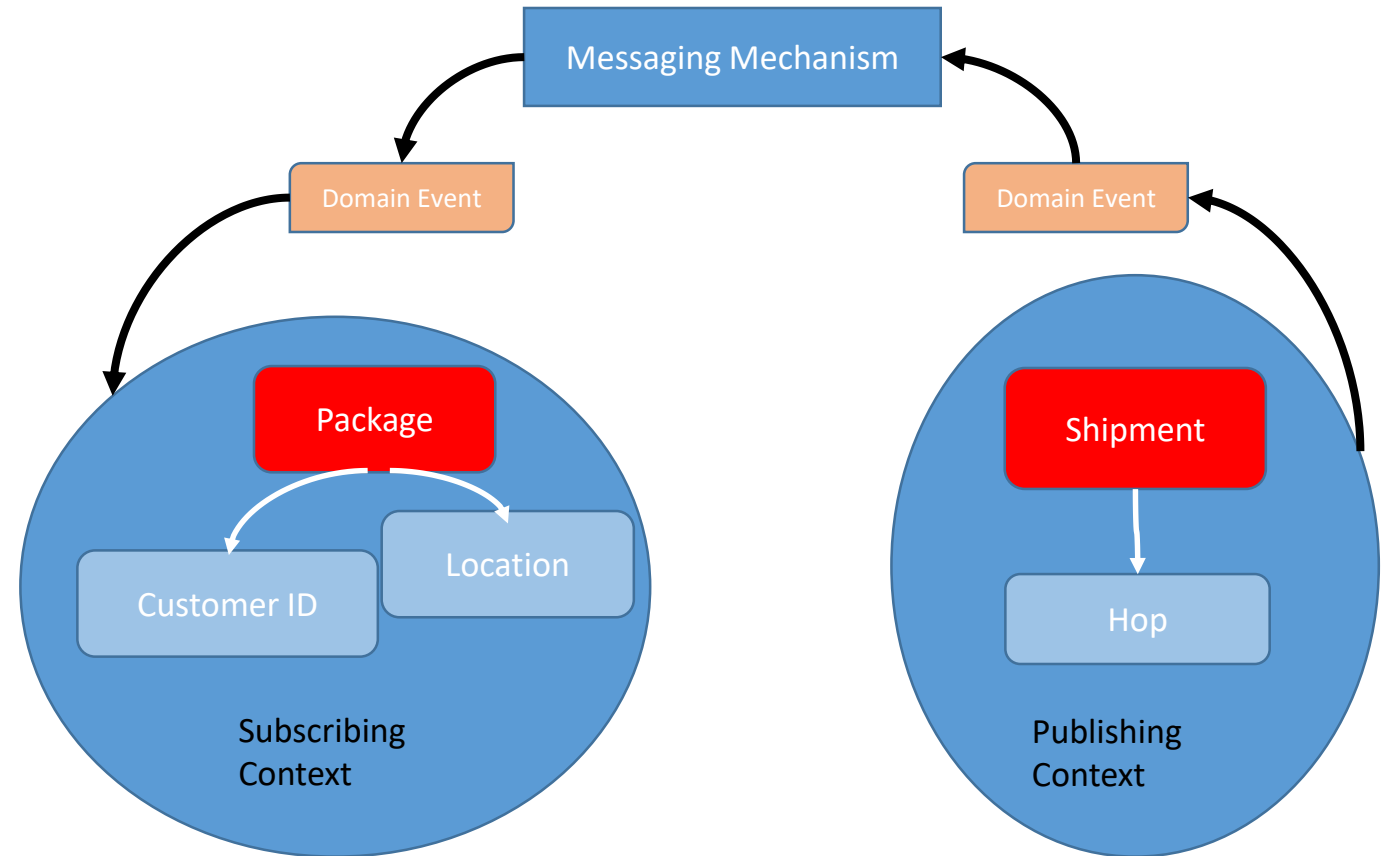 Messaging Mechanism
Domain Event
Domain Event
Package
Shipment
Location
Customer ID
Hop
Subscribing
Context
Publishing
Context